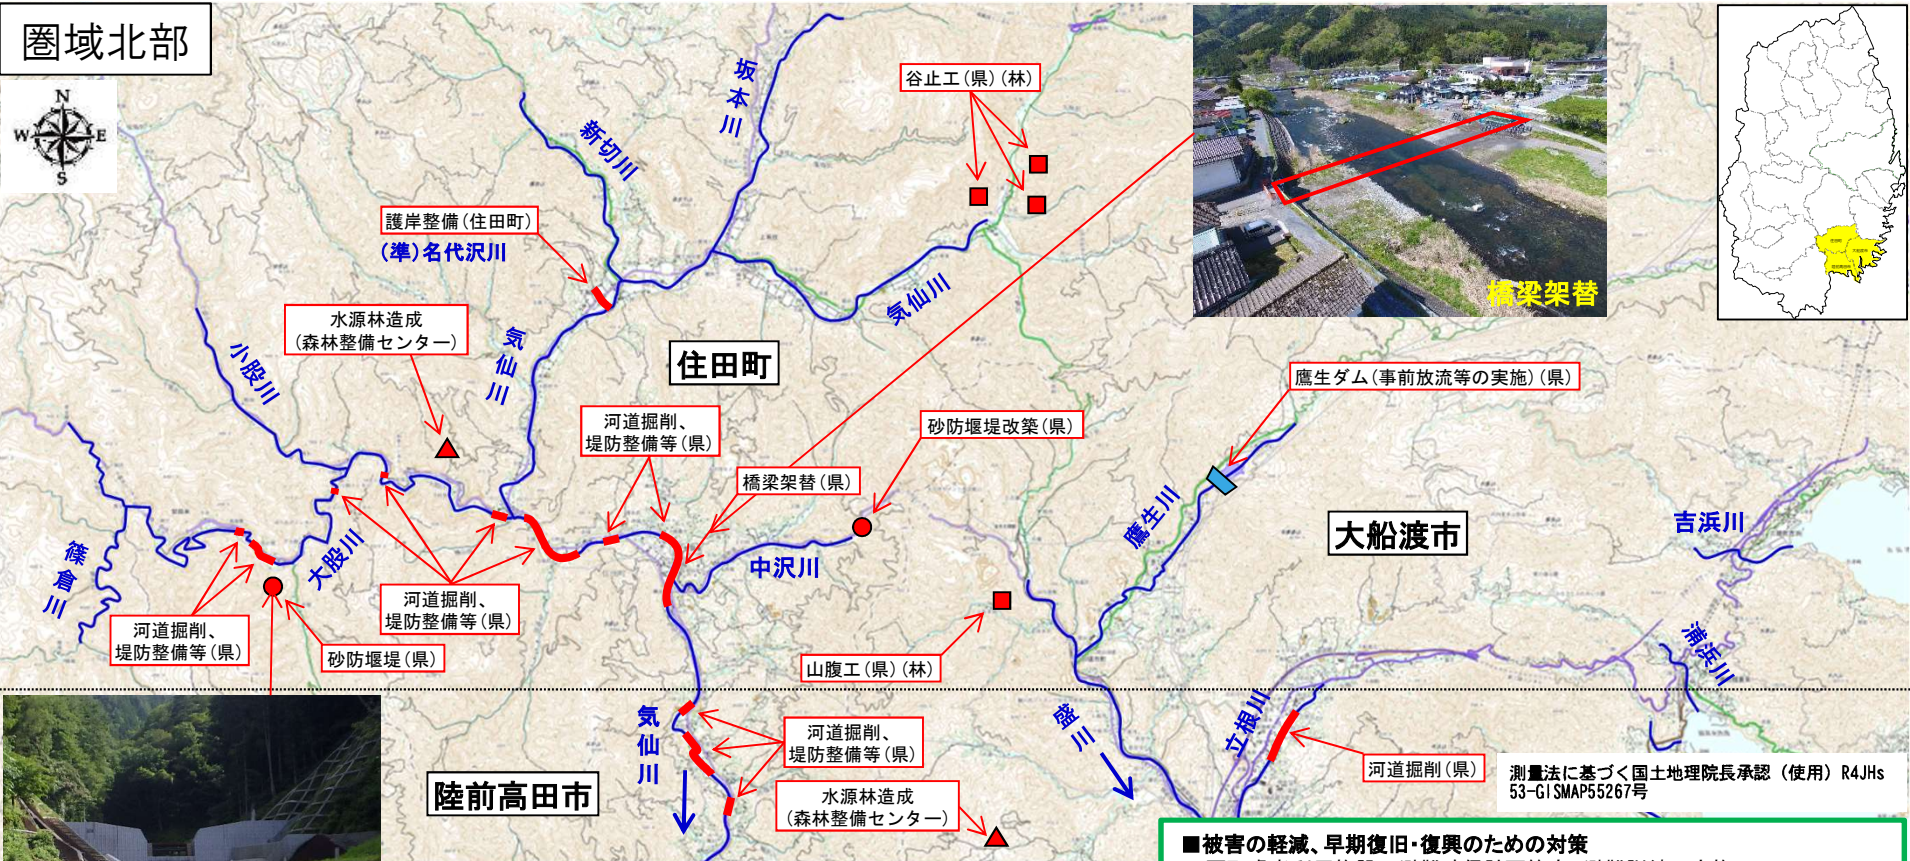 圏域北部
N
W
E
S
坂本川
新切川
谷止工(県)(林)
護岸整備(住田町)
(準)名代沢川
水源林造成
(森林整備センター)
小股川
気仙川
気仙川
住田町
橋梁架替
鷹生ダム(事前放流等の実施)(県)
河道掘削、
堤防整備等(県)
砂防堰堤改築(県)
橋梁架替(県)
鷹生川
大船渡市
吉浜川
篠倉川
大股川
中沢川
河道掘削、
堤防整備等(県)
河道掘削、
堤防整備等(県)
砂防堰堤(県)
山腹工(県)(林)
浦浜川
気仙川
盛川
立根川
河道掘削、
堤防整備等(県)
河道掘削(県)
陸前高田市
水源林造成
(森林整備センター)
測量法に基づく国土地理院長承認(使用)R4JHs
53-GISMAP55267号
■被害の軽減、早期復旧・復興のための対策